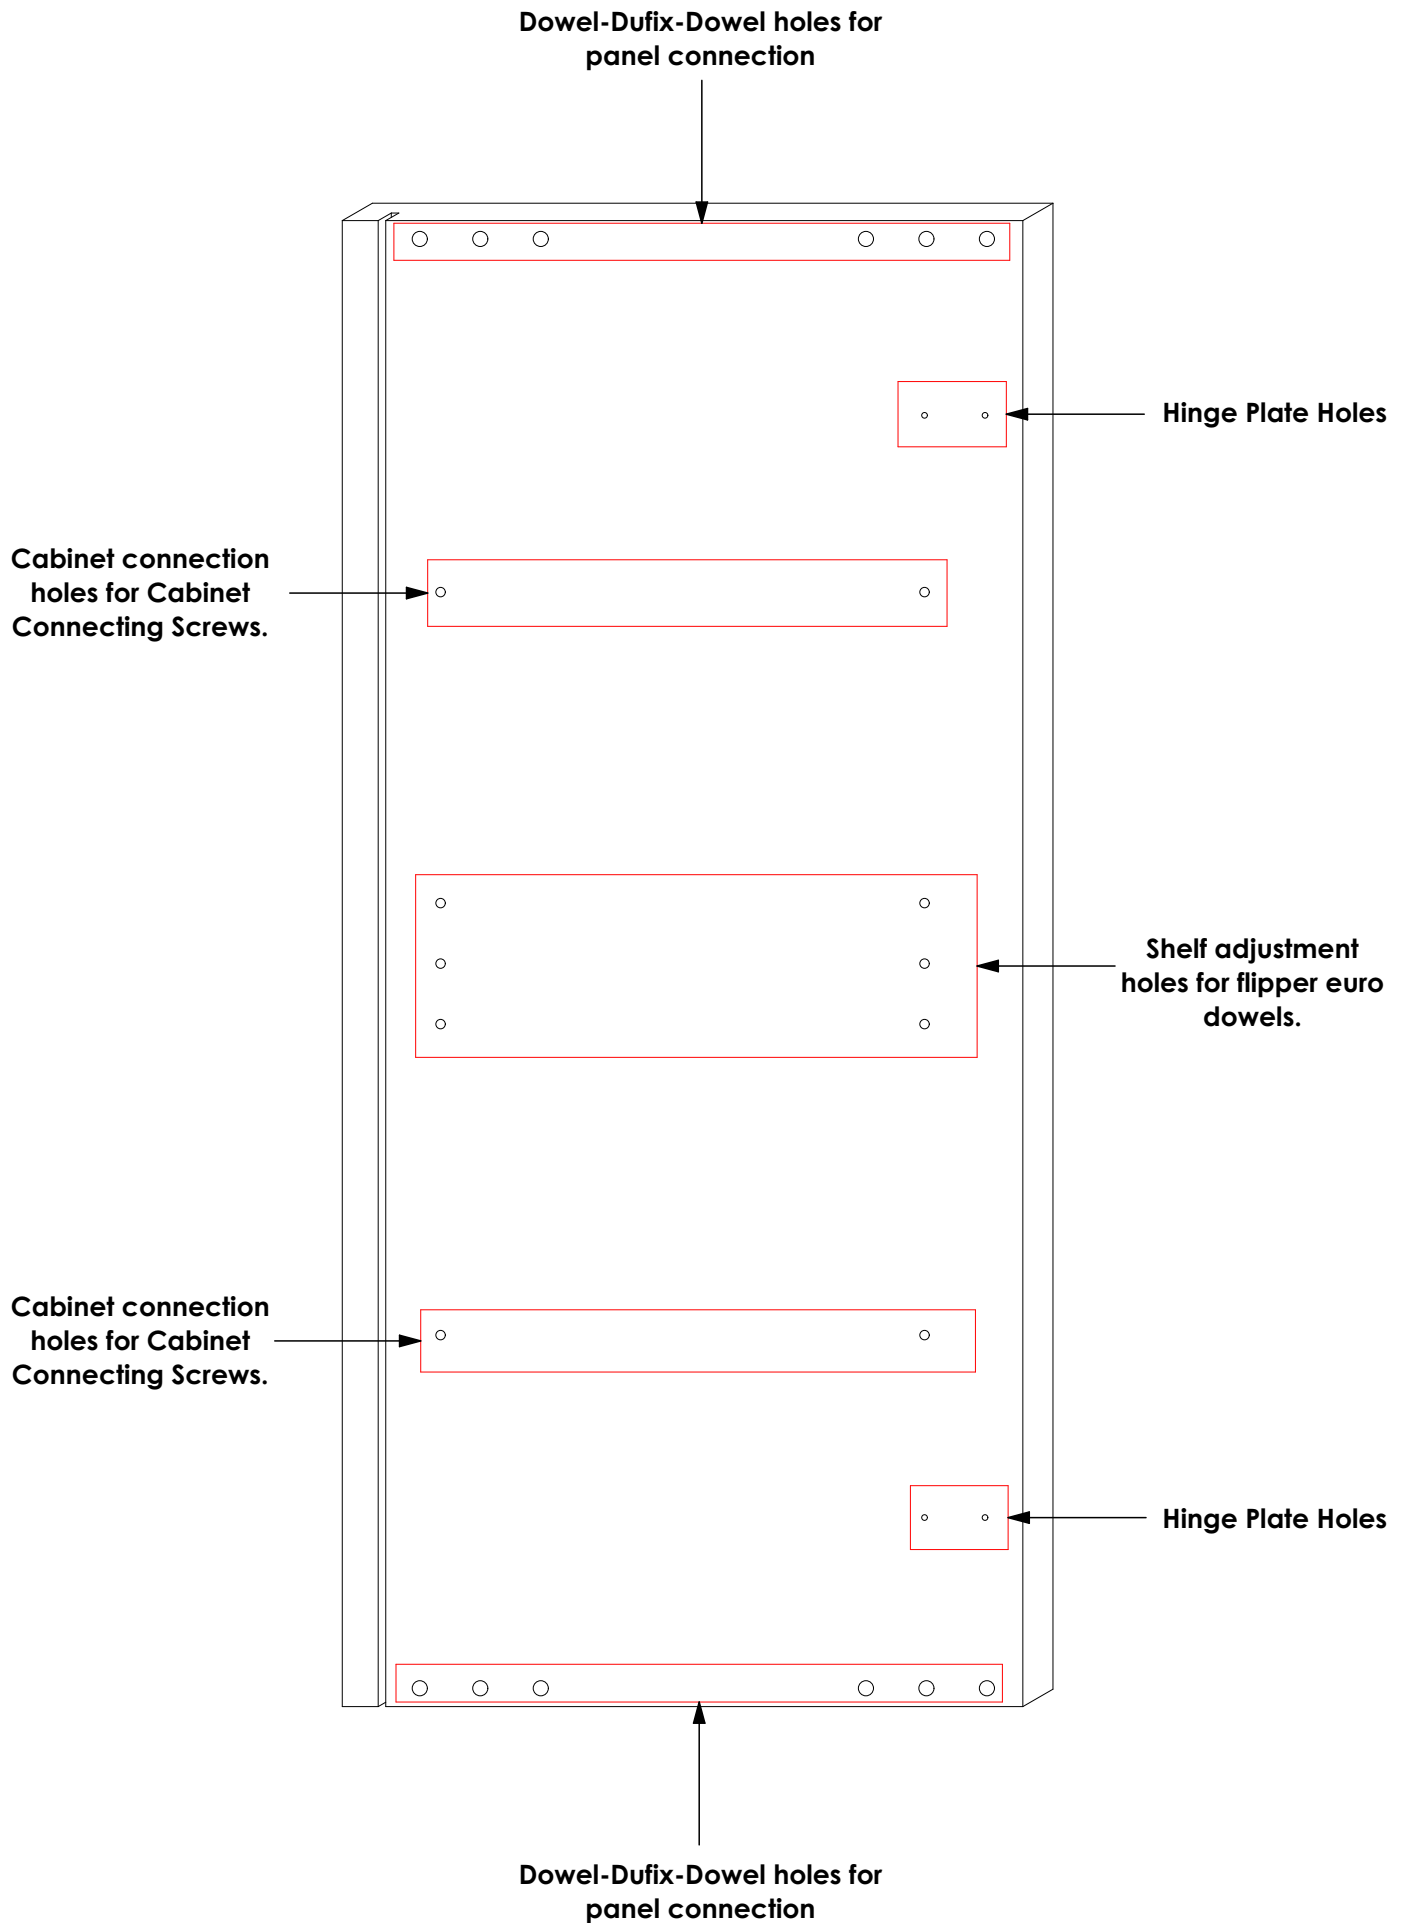 Dowel-Dufix-Dowel holes for
panel connection
Hinge Plate Holes
Cabinet connection
holes for Cabinet
Connecting Screws.
Shelf adjustment
holes for flipper euro
dowels.
Cabinet connection
holes for Cabinet
Connecting Screws.
Hinge Plate Holes
Dowel-Dufix-Dowel holes for
panel connection